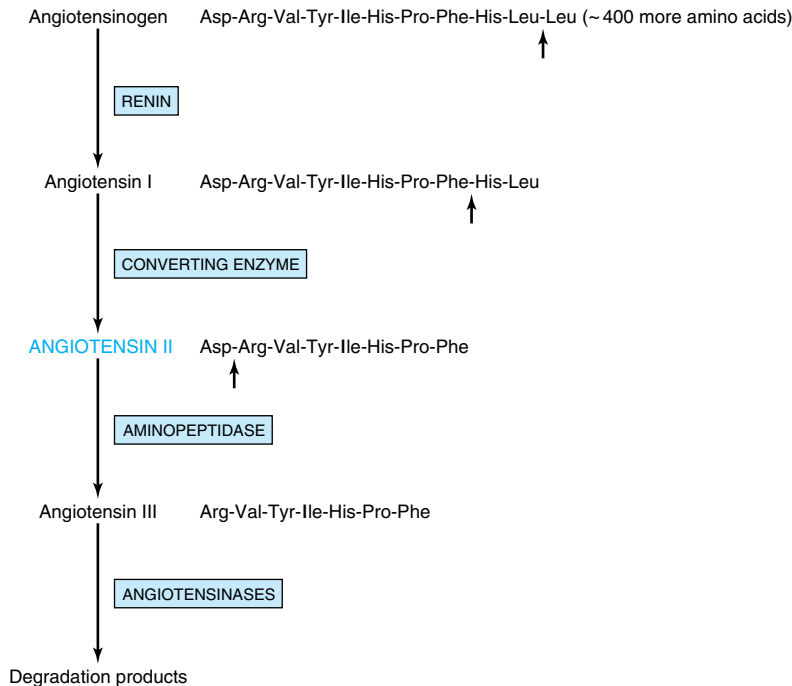 Angiotensinogen Asp-Arg-Val-Tyr-Ile-His-Pro-Phe-His-Leu-Leu (~400 more amino acids)
RENIN
Angiotensin I Asp-Arg-Val-Tyr-Ile-His-Pro-Phe-His-Leu
CONVERTING ENZYME
ANGIOTENSIN II Asp-Arg-Val-Tyr-Ile-His-Pro-Phe
AMINOPEPTIDASE
Angiotensin III Arg-Val-Tyr-Ile-His-Pro-Phe
ANGIOTENSINASES
Degradation products